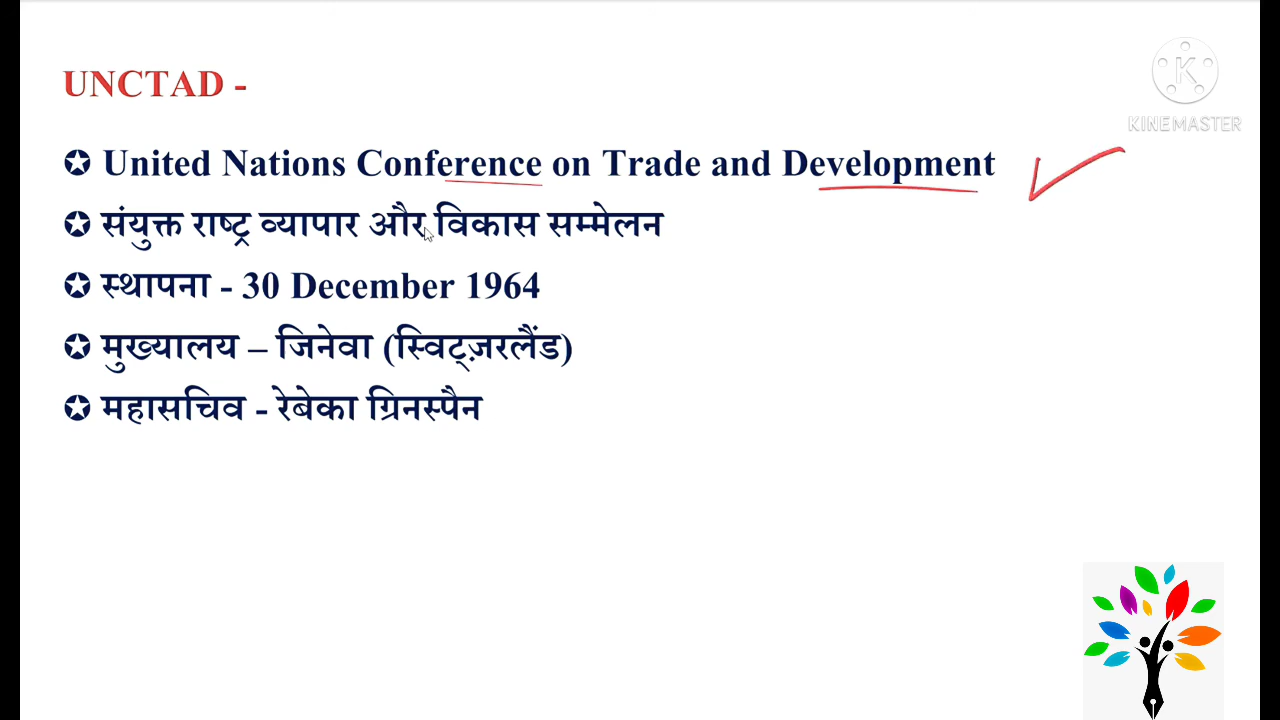 UNCTAD -
K
KINEMASTER
✪ United Nations Conference on Trade and Development
✪ संयुक्त राष्ट्र व्यापार और विकास सम्मेलन
✪ स्थापना - 30 December 1964
✪ मुख्यालय – जिनेवा (स्विट्ज़रलैंड)
✪ महासचिव - रेबेका ग्रिनस्पैन